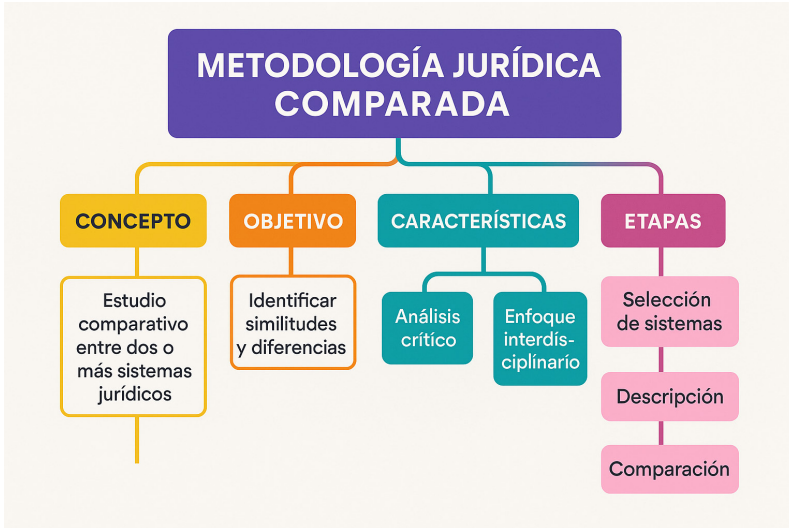 METODOLOGÍA JURÍDICA
COMPARADA
CONCEPTO
Estudio
comparativo
entre dos o
más sistemas
jurídicos
OBJETIVO
Identificar
similitudes
y diferencias
CARACTERÍSTICAS
Análisis
crítico
Enfoque
interdís-
ciplínarío
ETAPAS
Selección
de sistemas
Descripción
Comparación